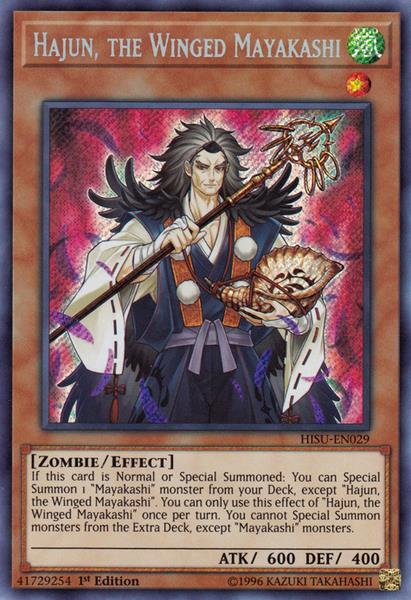 HAJUN, THE WINGED MAYAKASHI
HISU-EN029
[ZOMBIE/EFFECT]
If this card is Normal or Special Summoned: You can Special
Summon 1 "Mayakashi" monster from your Deck, except "Hajun,
the Winged Mayakashi". You can only use this effect of "Hajun, the
Winged Mayakashi" once per turn. You cannot Special Summon
monsters from the Extra Deck, except "Mayakashi" monsters.
ATK/ 600 DEF/ 400
41729254 1st Edition ©1996 KAZUKI TAKAHASHI